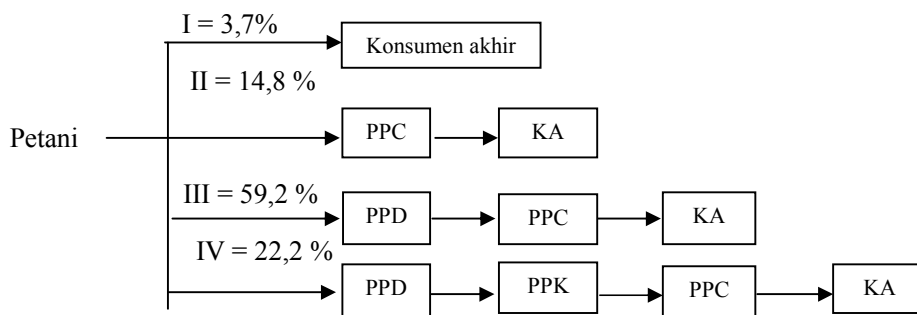 I = 3,7%
Konsumen akhir
II = 14,8 %
Petani
PPC
KA
III = 59,2 %
PPD
PPC
KA
IV = 22,2 %
PPD
PPK
PPC
KA